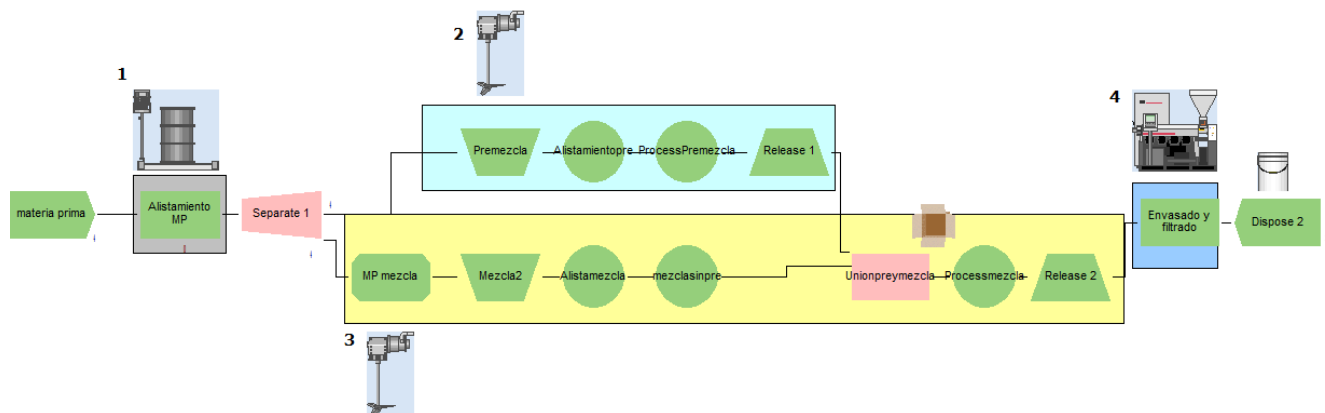 1
2
3
4
materia prima
Alistamiento
MP
Separate 1
Premezcla
Alistamientopre
ProcessPremezcla
Release 1
MP mezcla
Mezcla2
Alistamezcla
mezclasinpre
Unionpreymezcla
Processmezcla
Release 2
Envasado y
filtrado
Dispose 2